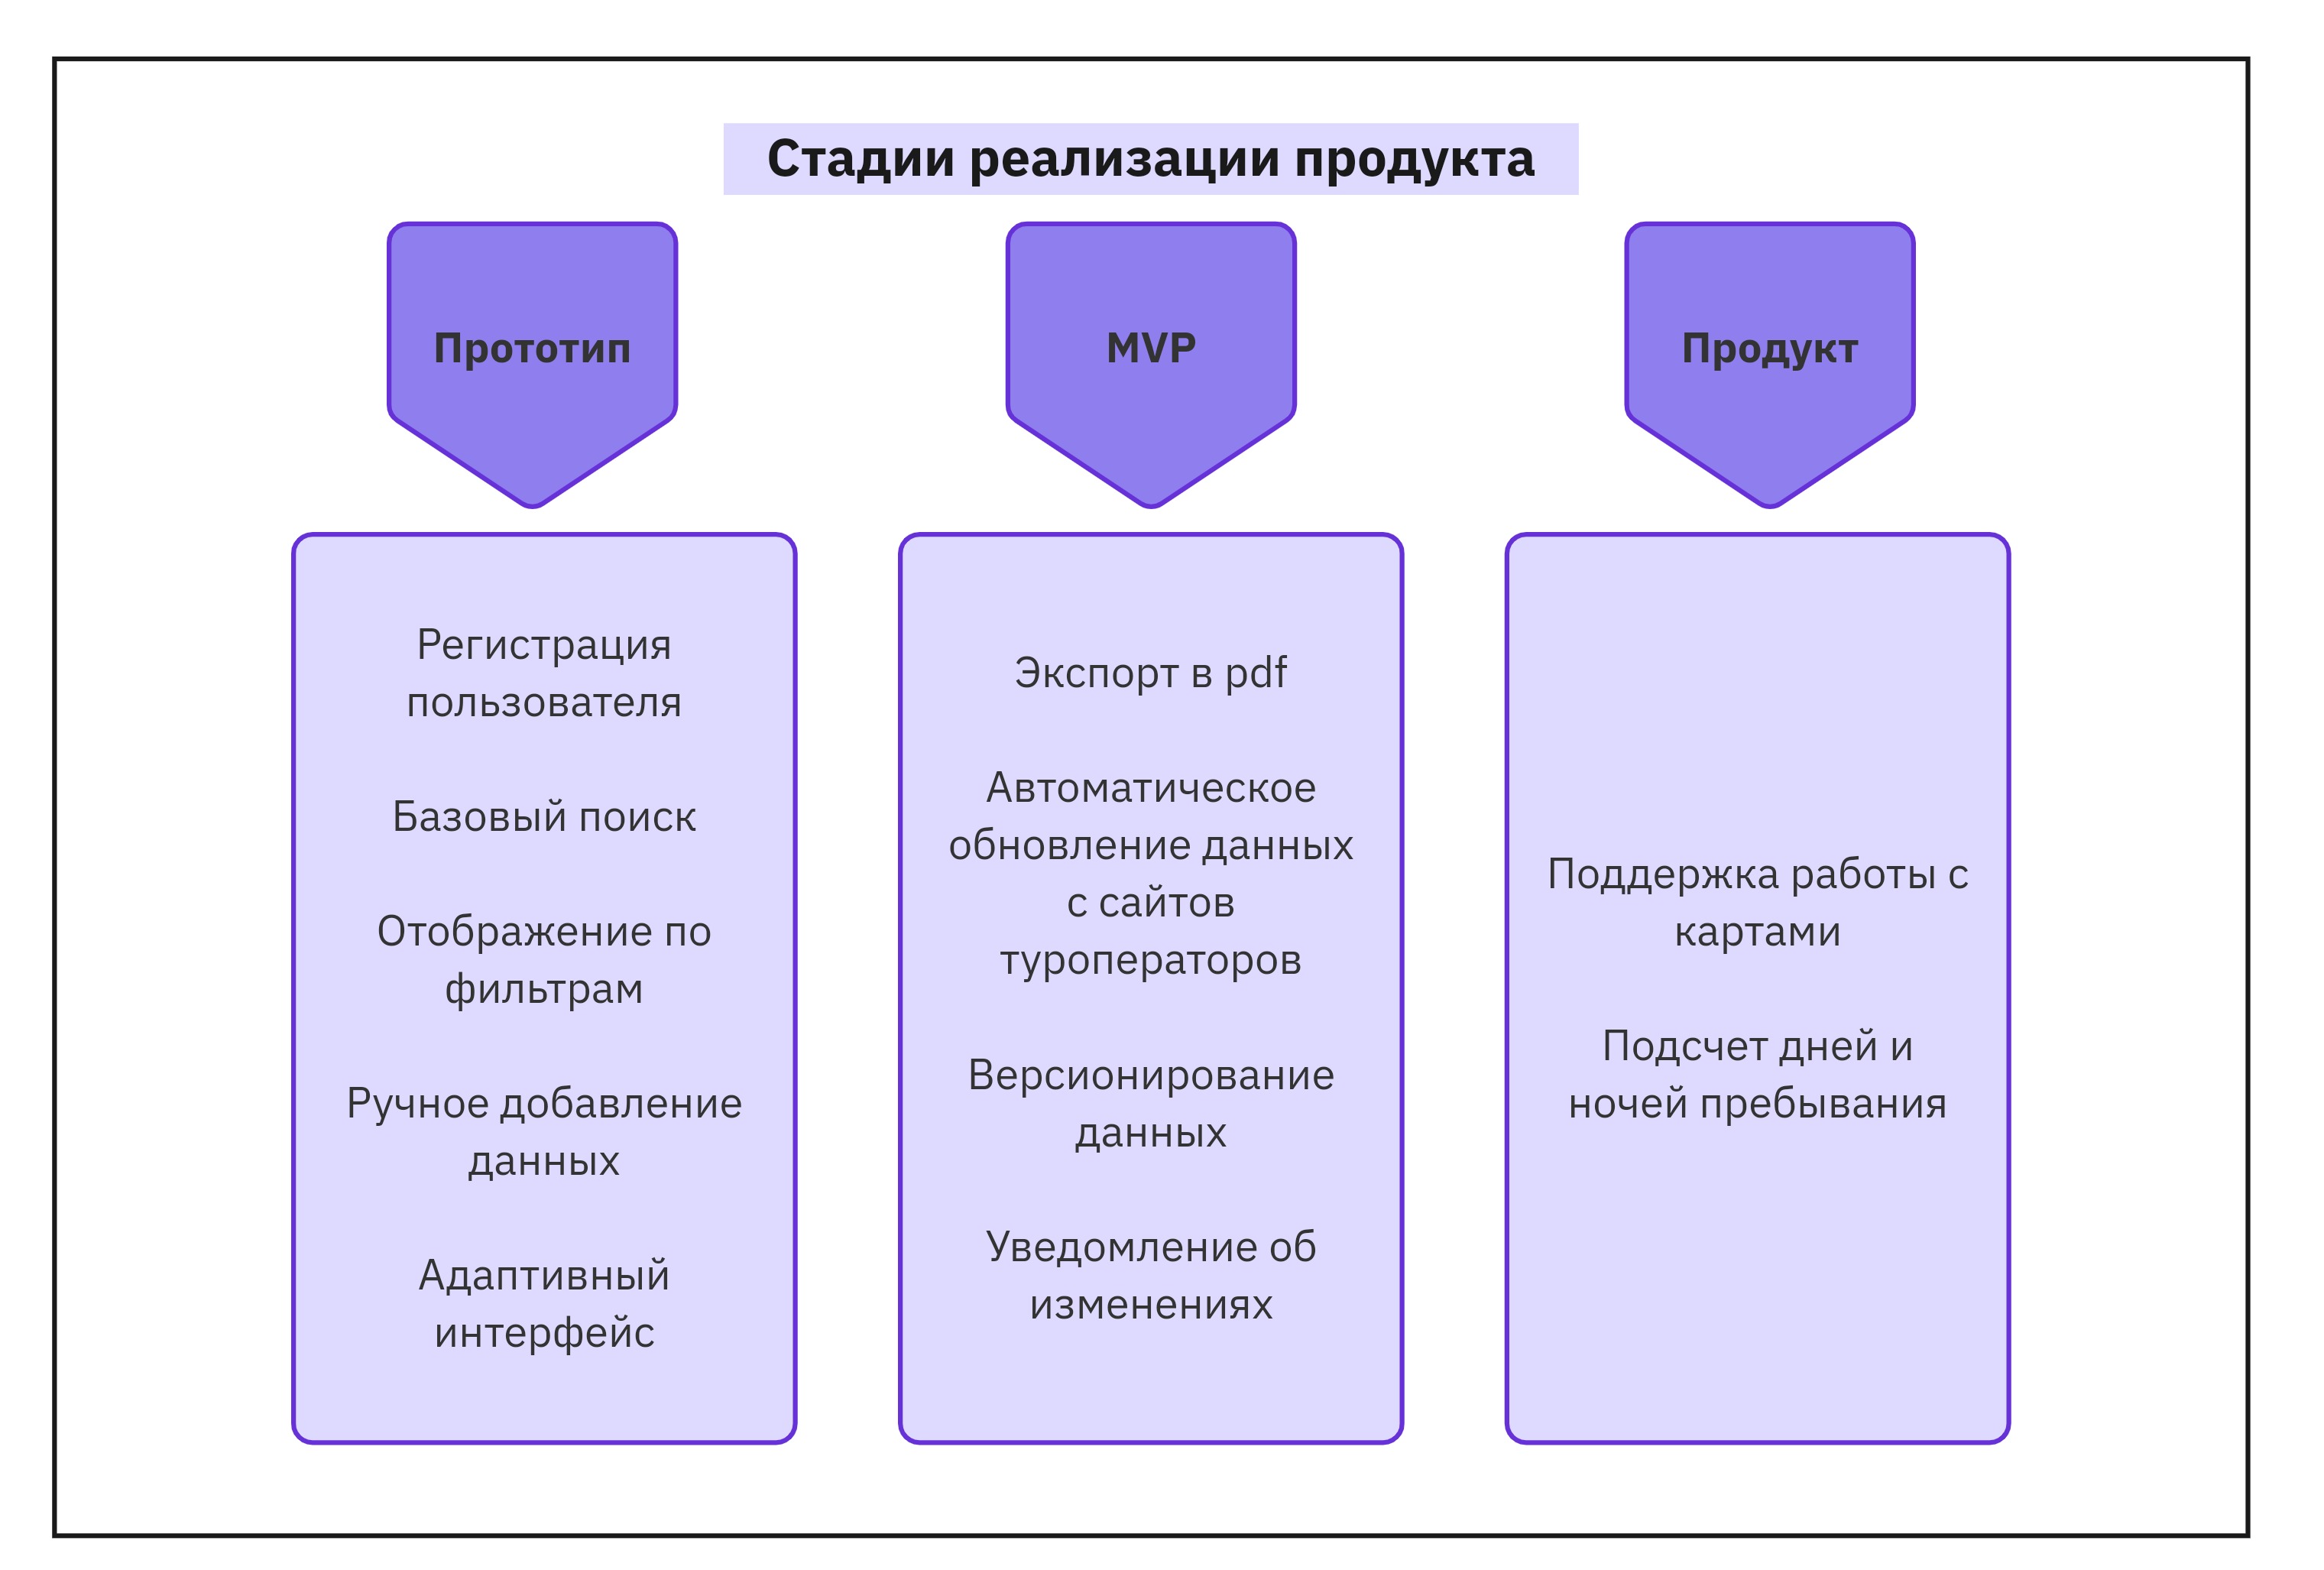 Стадии реализации продукта
Прототип
MVP
Продукт
Регистрация
пользователя
Базовый поиск
Отображение по
фильтрам
Ручное добавление
данных
Адаптивный
интерфейс
Экспорт в pdf
Автоматическое
обновление данных
с сайтов
туроператоров
Версионирование
данных
Уведомление об
изменениях
Поддержка работы с
картами
Подсчет дней и
ночей пребывания